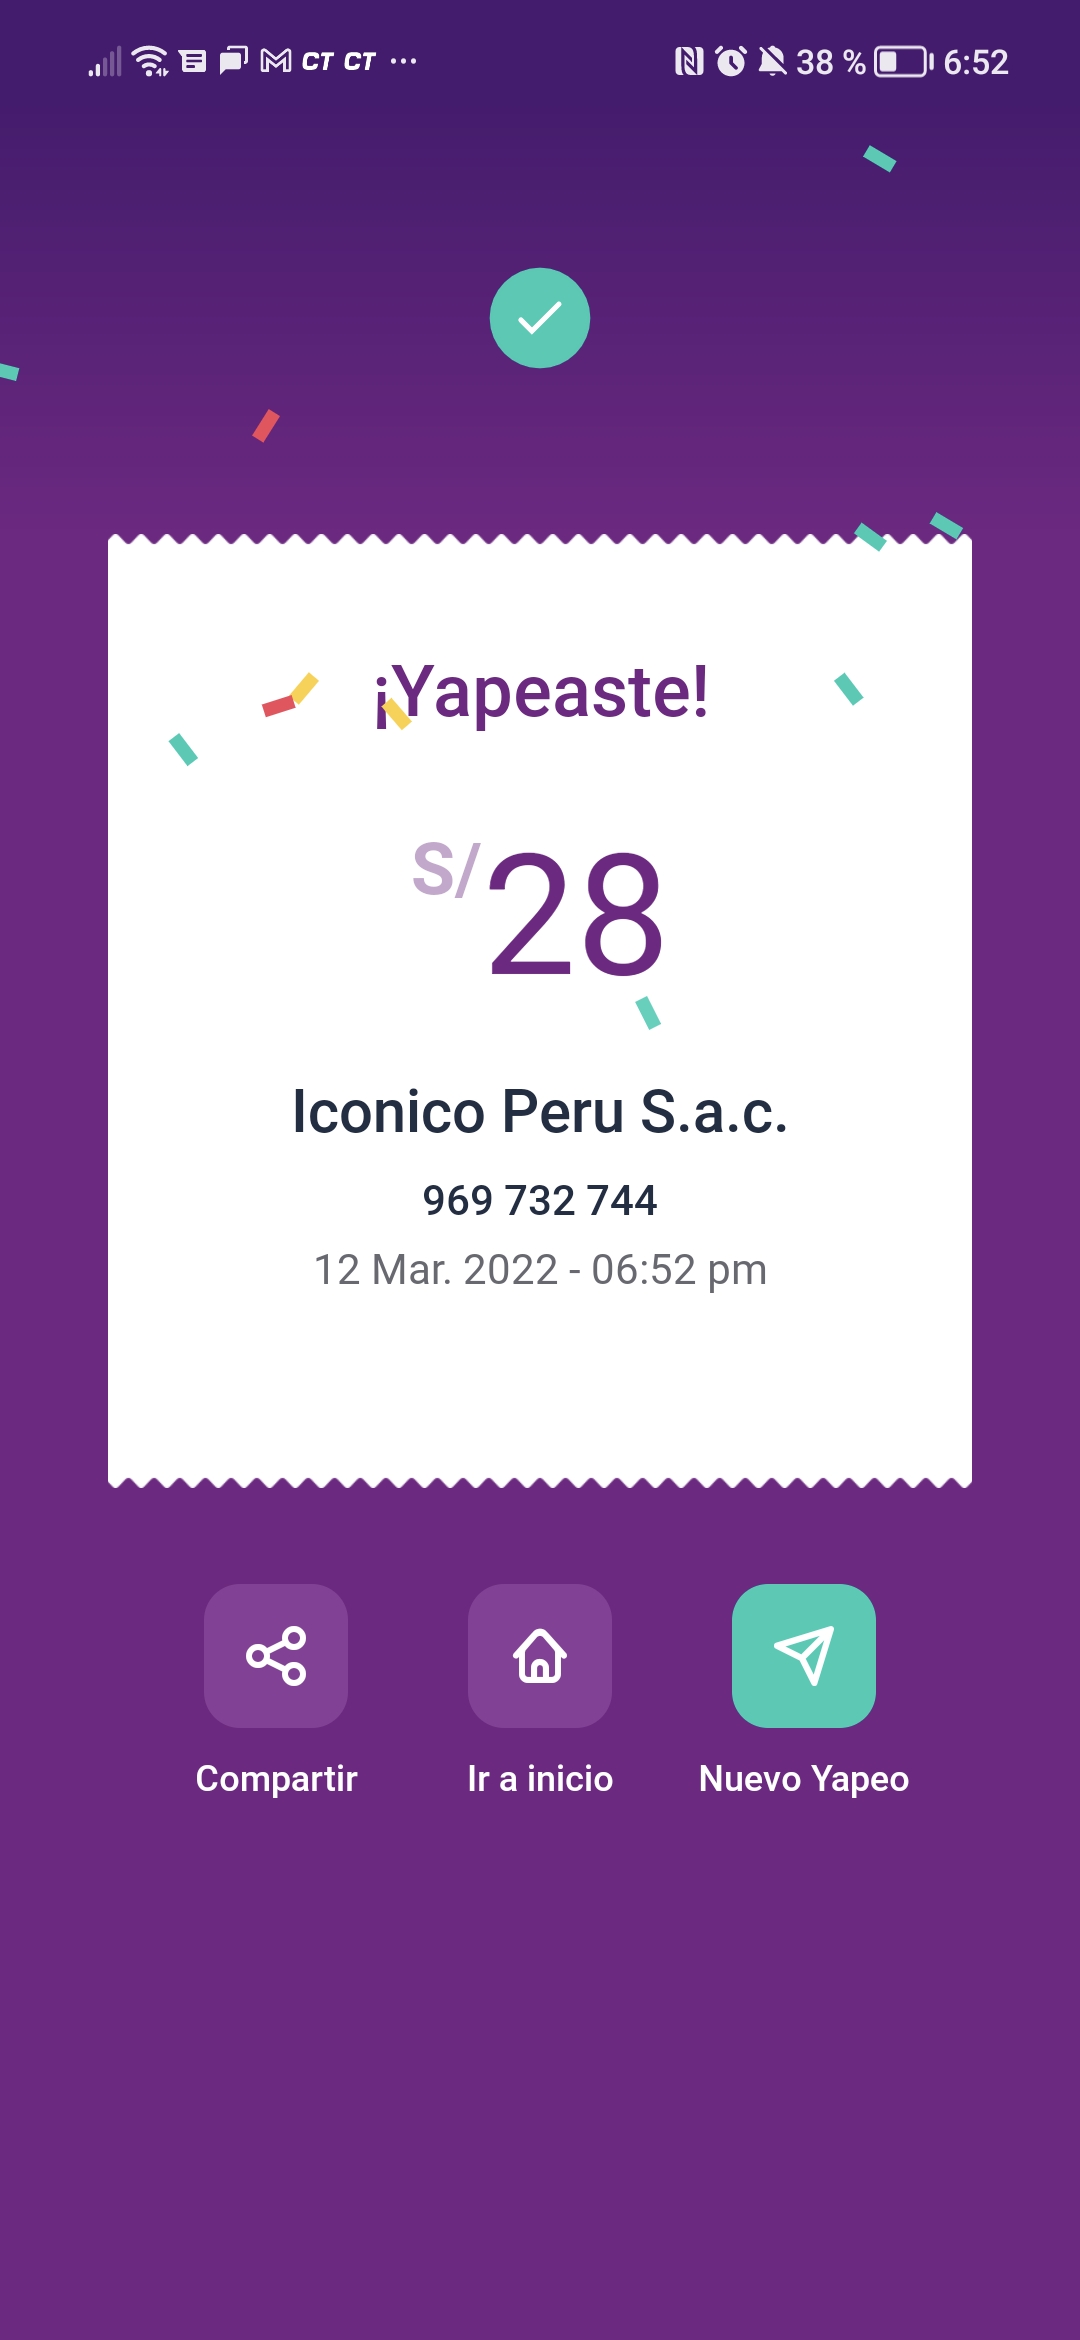 CT CT ... 38 % 6:52
¡Yapeaste!
S/28
Iconico Peru S.a.c.
969 732 744
12 Mar. 2022 - 06:52 pm
Compartir Ir a inicio Nuevo Yapeo